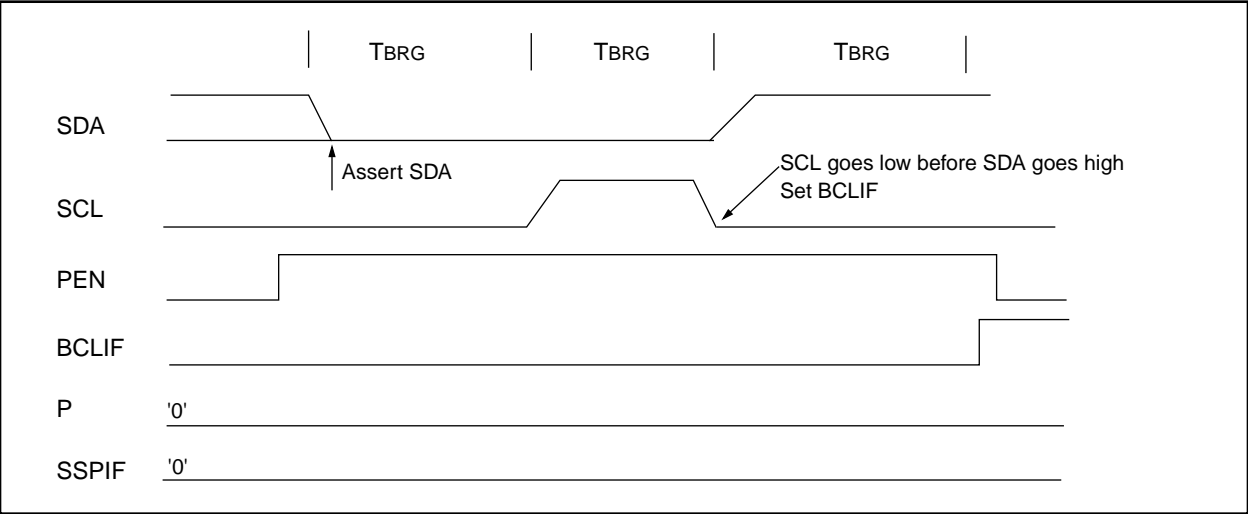 TBRG TBRG TBRG
SDA
Assert SDA
SCL goes low before SDA goes high
Set BCLIF
SCL
PEN
BCLIF
P '0'
SSPIF '0'